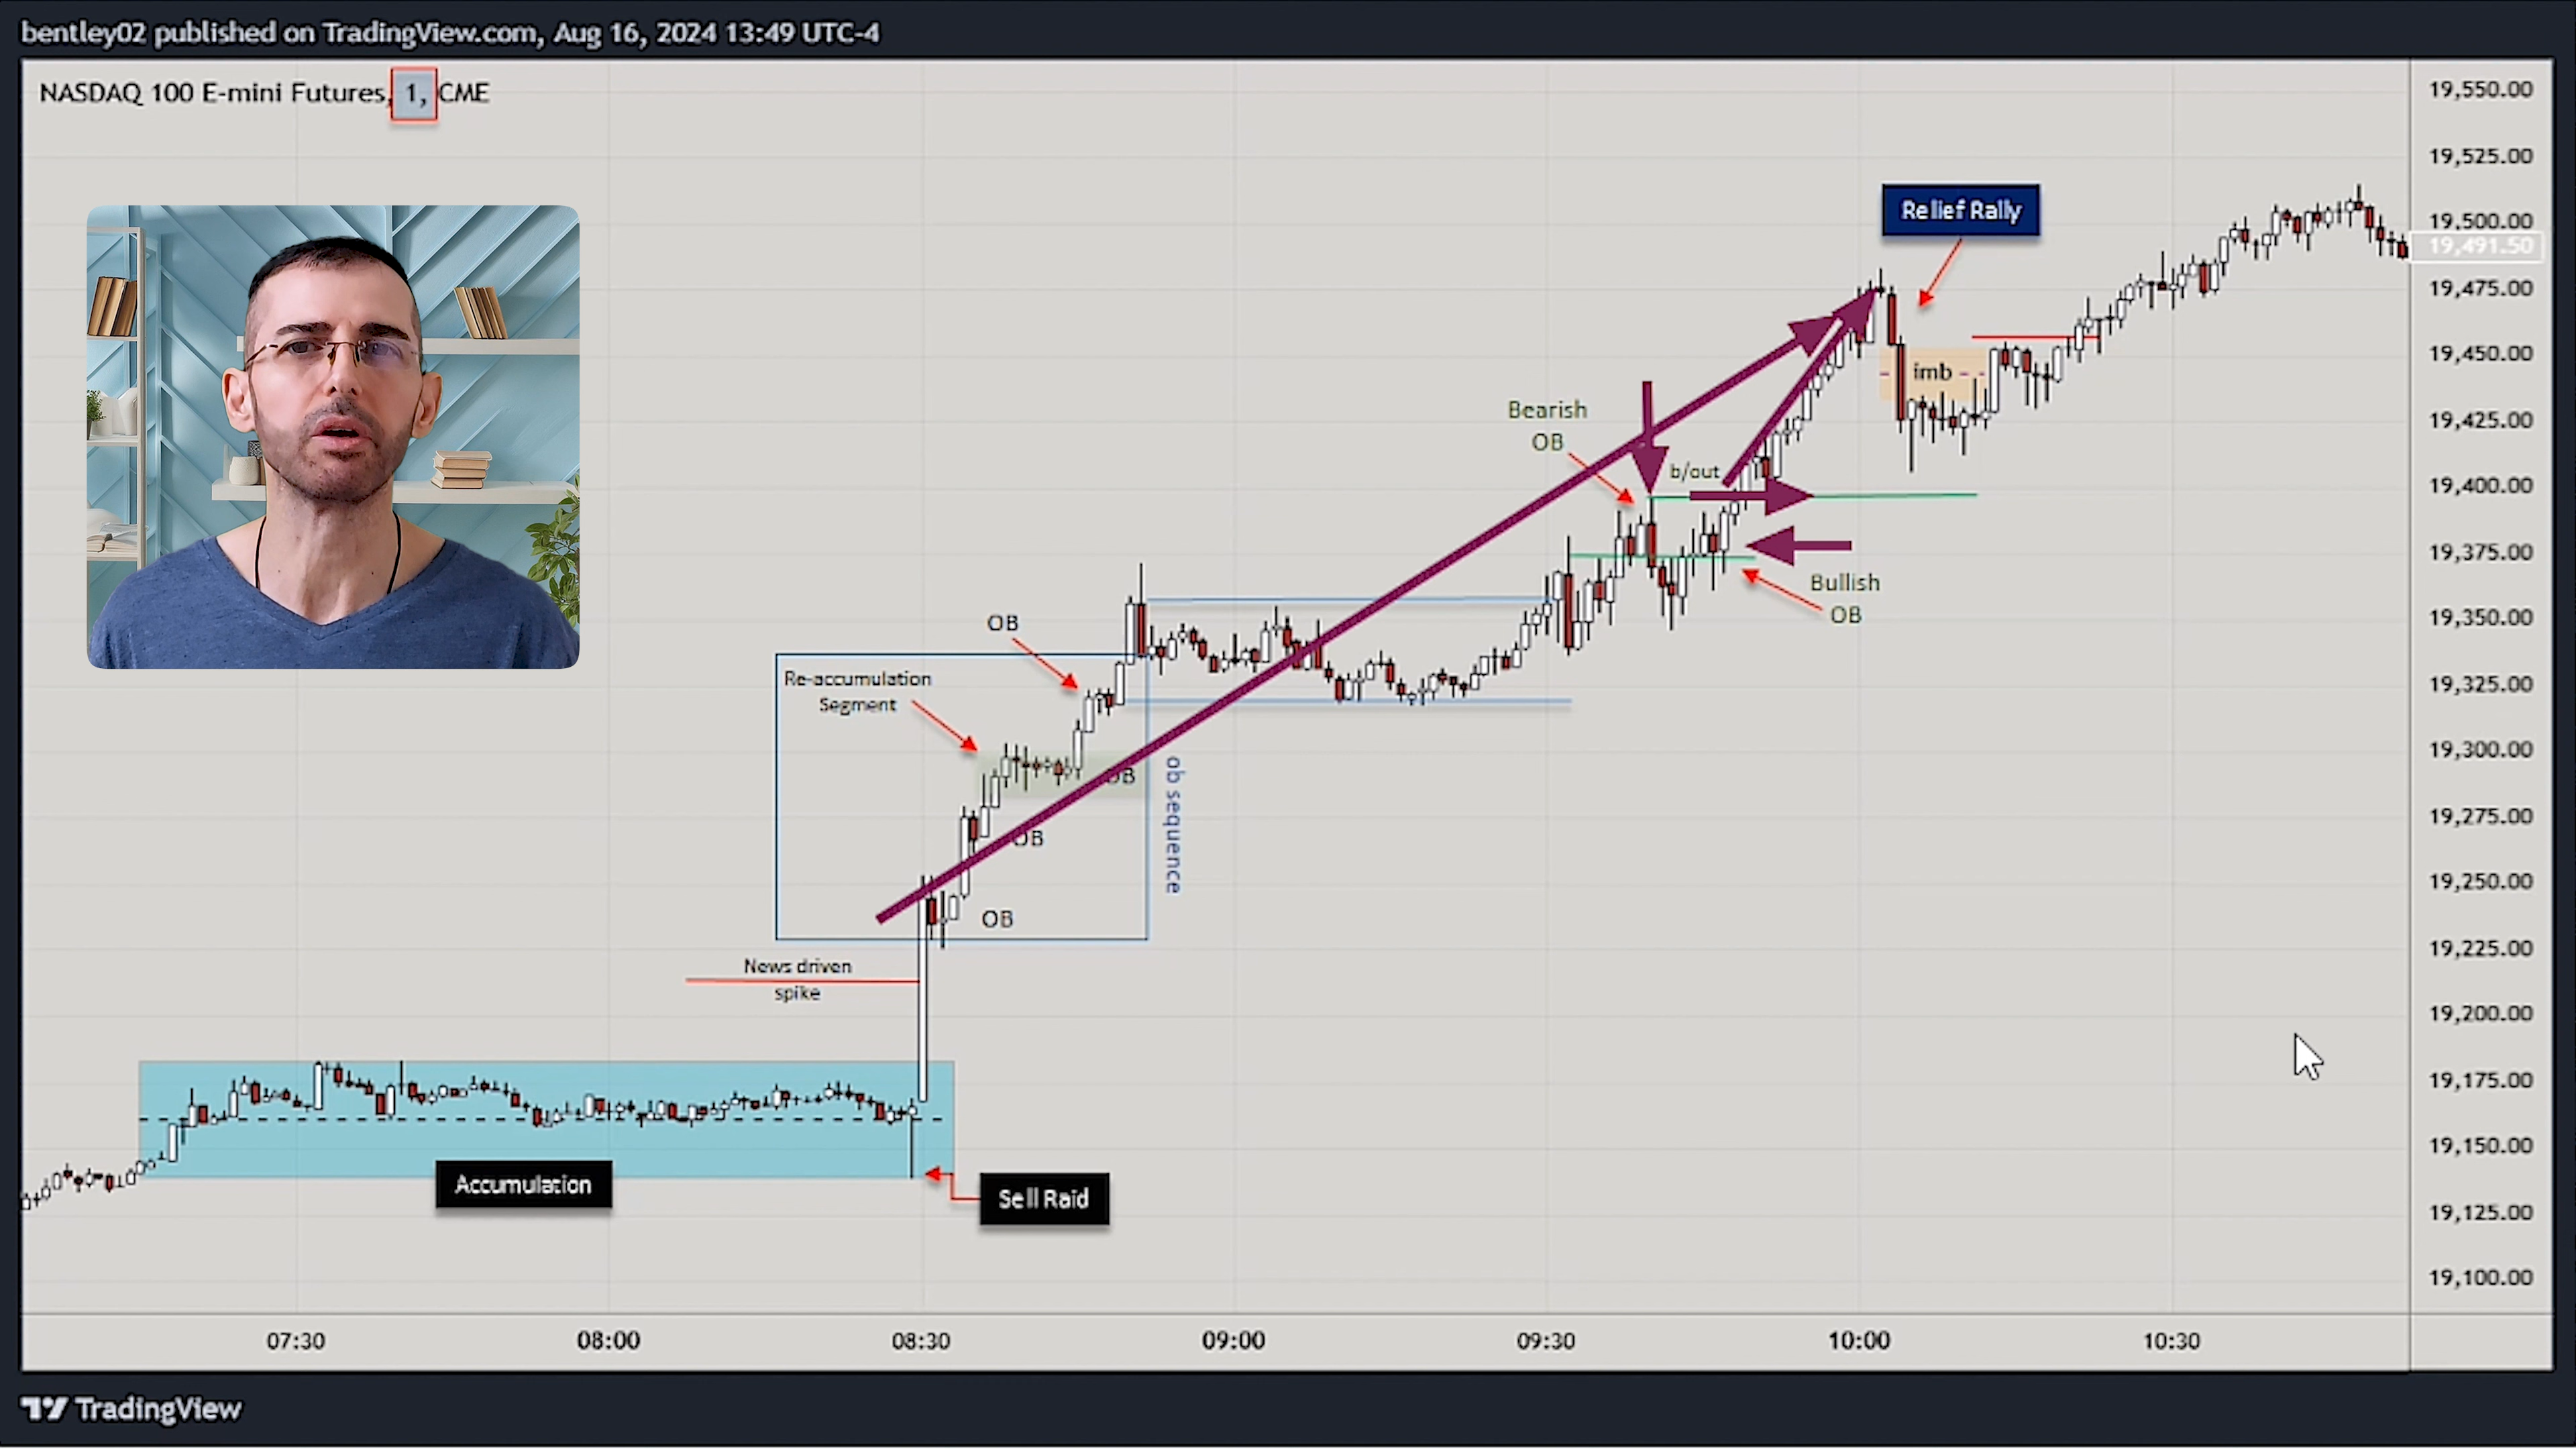 bentley02 published on TradingView.com, Aug 16, 2024 13:49 UTC-4
NASDAQ 100 E-mini Futures, 1, CME
19,550.00
19,525.00
Relief Rally
19,500.00
19,491.50
19,475.00
19,450.00
imb
Bearish
OB
19,425.00
b/out
19,400.00
19,375.00
Bullish
OB
19,350.00
OB
Re-accumulation
Segment
19,325.00
19,300.00
OB
ob sequence
19,275.00
OB
19,250.00
OB
19,225.00
News driven
spike
19,200.00
19,175.00
19,150.00
Accumulation
Sell Raid
19,125.00
19,100.00
07:30 08:00 08:30 09:00 09:30 10:00 10:30
TradingView